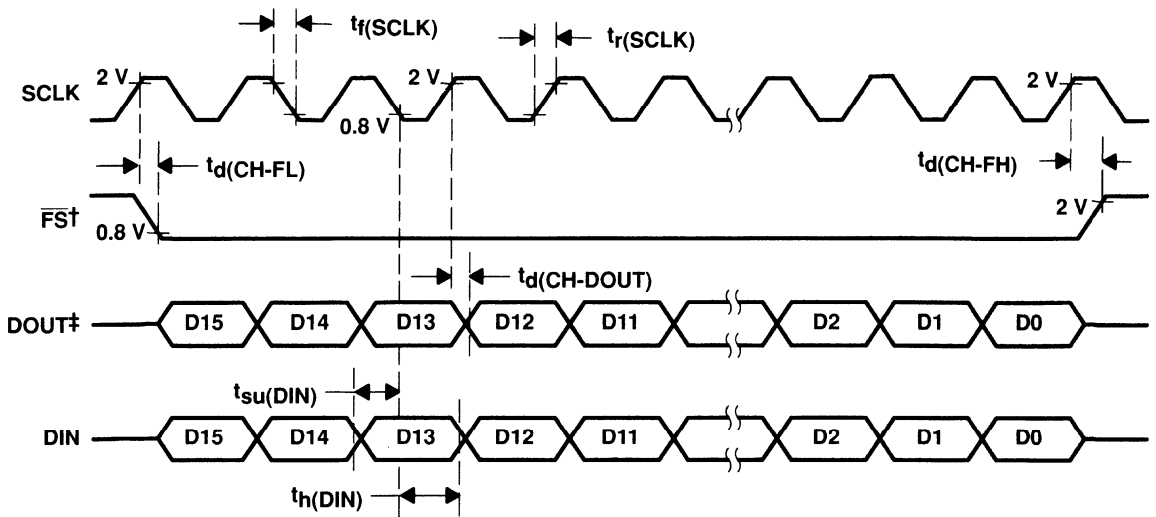 tf(SCLK)
tr(SCLK)
SCLK
2 V
0.8 V
2 V
2 V
td(CH-FL)
td(CH-FH)
FS†
0.8 V
2 V
td(CH-DOUT)
DOUT‡
D15 D14 D13 D12 D11 D2 D1 D0
tsu(DIN)
DIN
D15 D14 D13 D12 D11 D2 D1 D0
th(DIN)